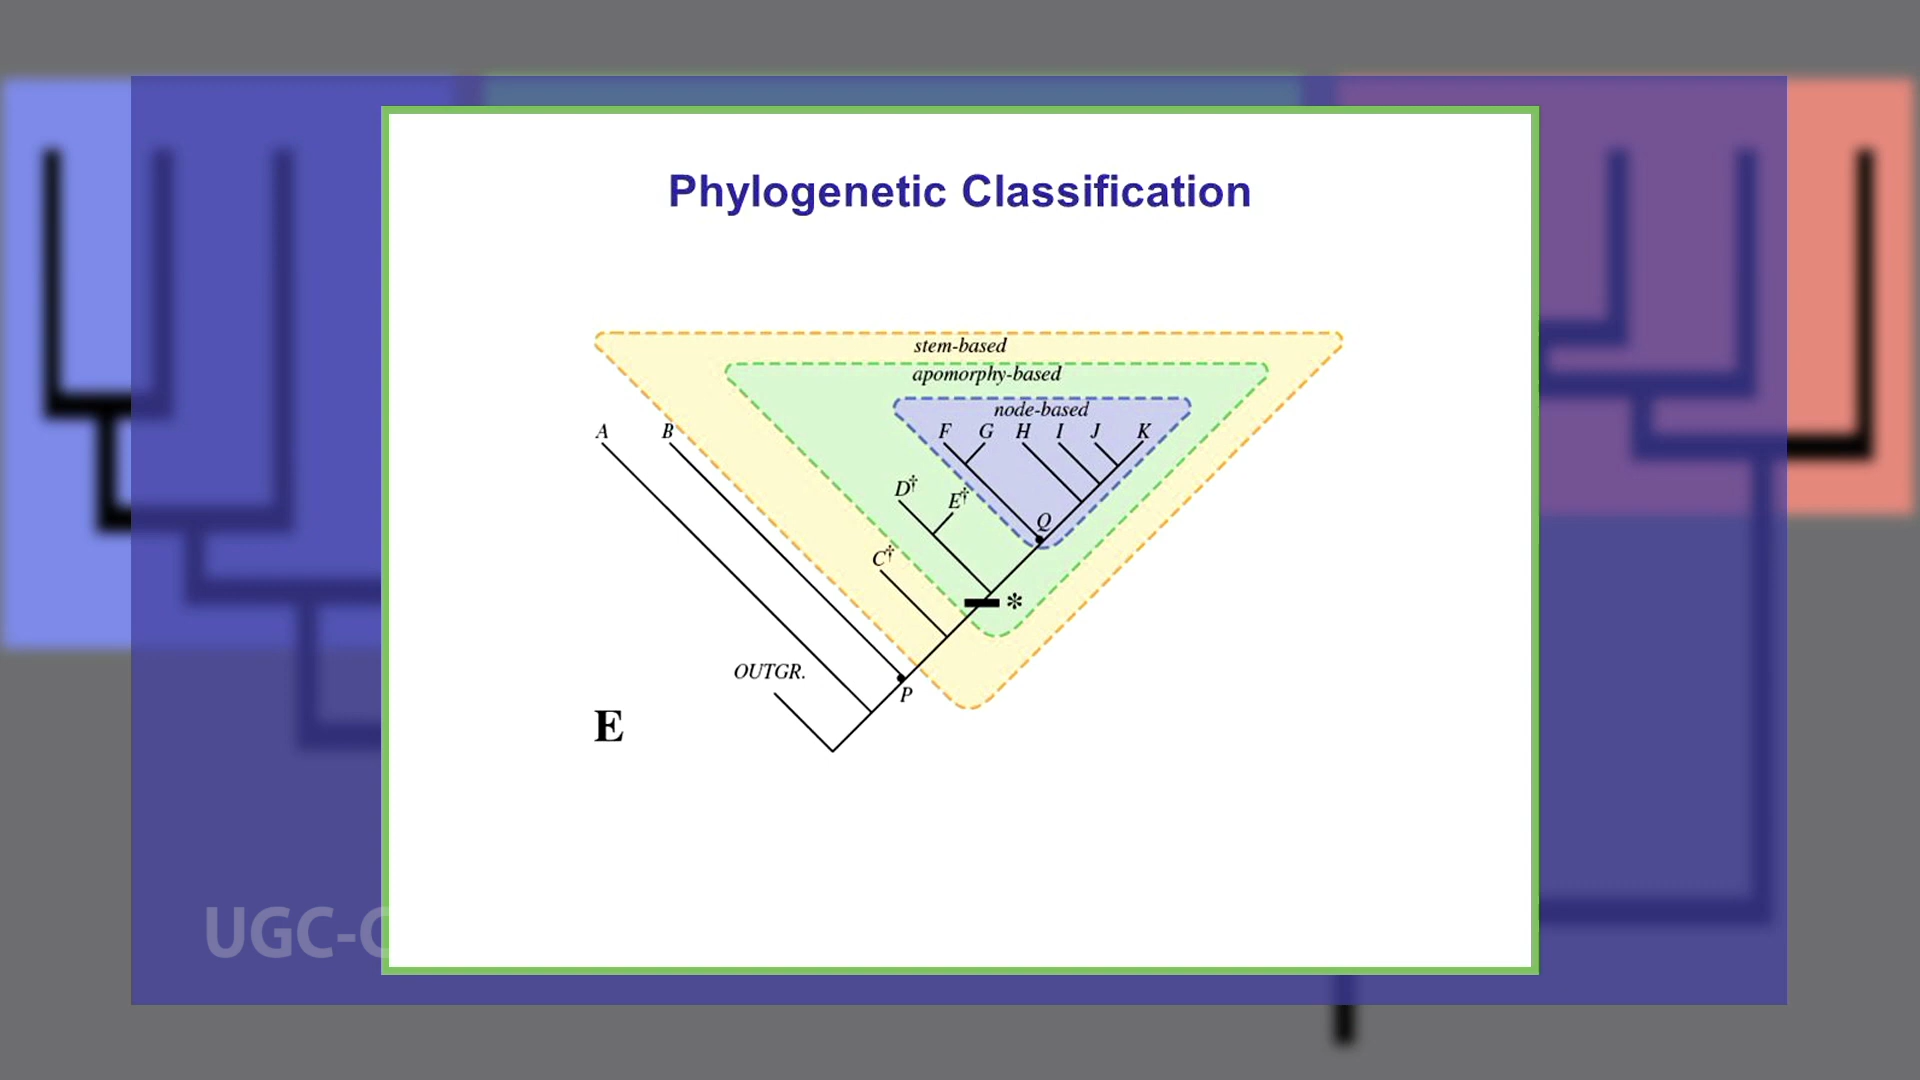 Phylogenetic Classification
stem-based
apomorphy-based
node-based
A B F G H I J K
D† E†
Q
C†
*
OUTGR. P
E
UGC-